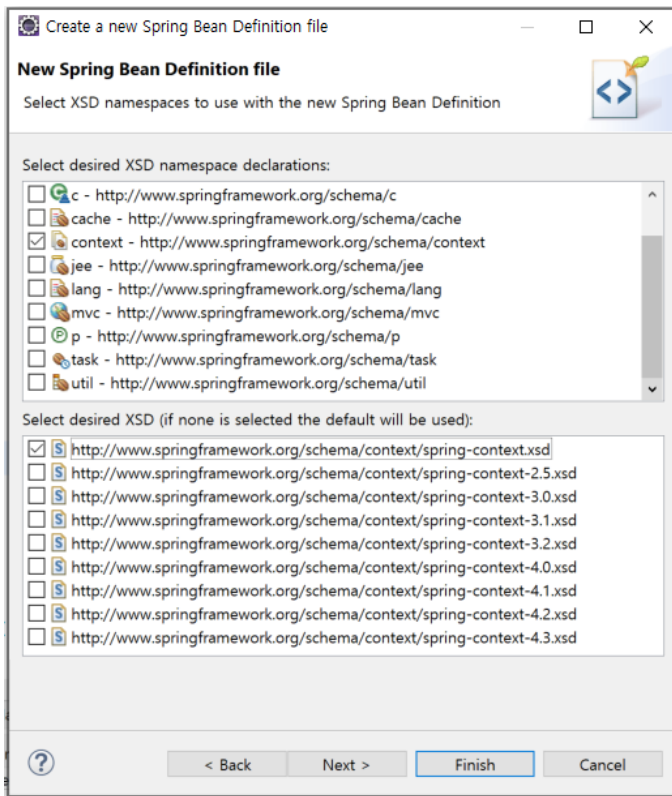 Create a new Spring Bean Definition file
New Spring Bean Definition file
Select XSD namespaces to use with the new Spring Bean Definition
Select desired XSD namespace declarations:
c - http://www.springframework.org/schema/c
cache - http://www.springframework.org/schema/cache
context - http://www.springframework.org/schema/context
jee - http://www.springframework.org/schema/jee
lang - http://www.springframework.org/schema/lang
mvc - http://www.springframework.org/schema/mvc
p - http://www.springframework.org/schema/p
task - http://www.springframework.org/schema/task
util - http://www.springframework.org/schema/util
Select desired XSD (if none is selected the default will be used):
http://www.springframework.org/schema/context/spring-context.xsd
http://www.springframework.org/schema/context/spring-context-2.5.xsd
http://www.springframework.org/schema/context/spring-context-3.0.xsd
http://www.springframework.org/schema/context/spring-context-3.1.xsd
http://www.springframework.org/schema/context/spring-context-3.2.xsd
http://www.springframework.org/schema/context/spring-context-4.0.xsd
http://www.springframework.org/schema/context/spring-context-4.1.xsd
http://www.springframework.org/schema/context/spring-context-4.2.xsd
http://www.springframework.org/schema/context/spring-context-4.3.xsd
< Back Next > Finish Cancel